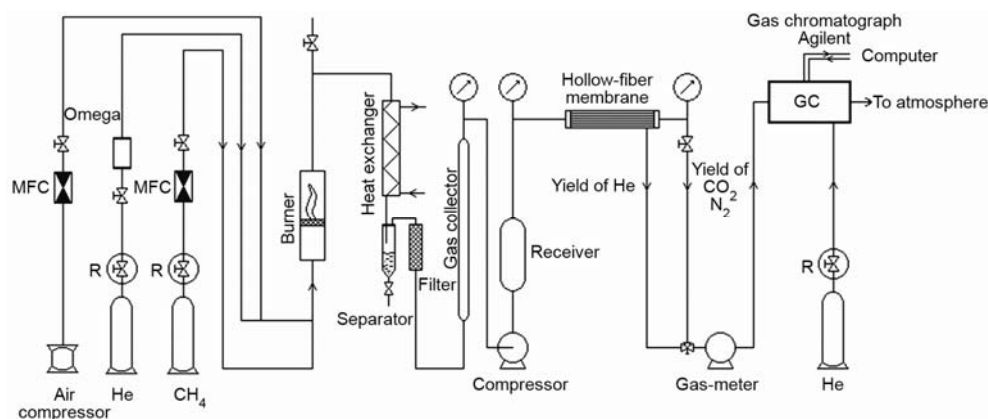 Gas chromatograph
Agilent
Computer
GC
To atmosphere
Hollow-fiber
membrane
Omega
MFC
MFC
R
R
Burner
Heat exchanger
Separator
Filter
Gas collector
Receiver
Compressor
Yield of He
Yield of
CO2
N2
R
Gas-meter
He
Air
compressor
He
CH4